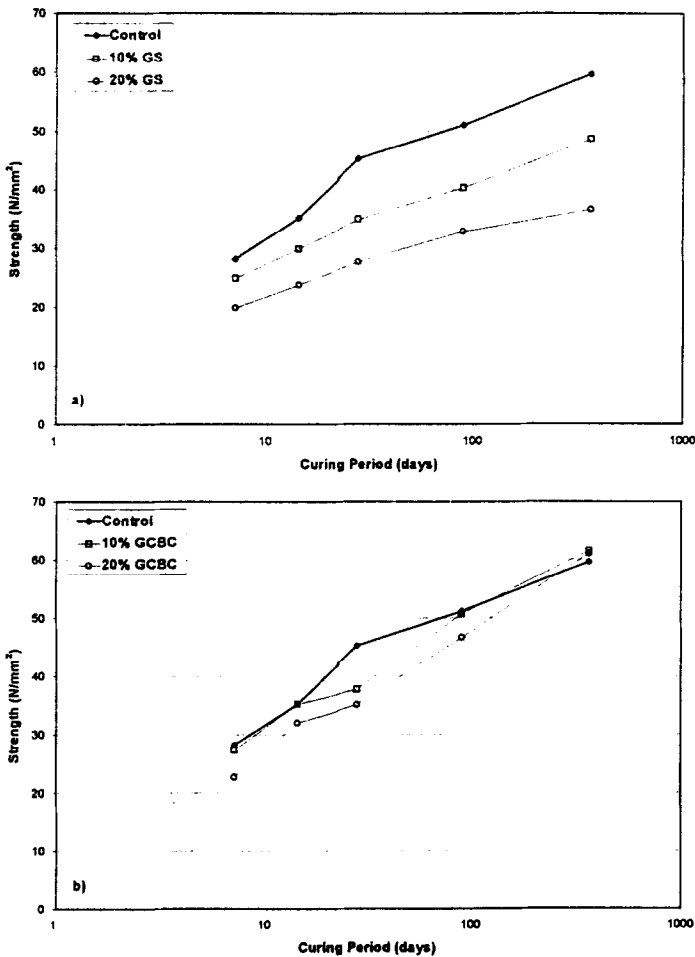 70
60
50
40
30
20
10
0
Strength (N/mm²)
Control
10% GS
20% GS
a)
1
10
100
1000
Curing Period (days)
70
60
50
40
30
20
10
0
Strength (N/mm²)
Control
10% GCBC
20% GCBC
b)
1
10
100
1000
Curing Period (days)